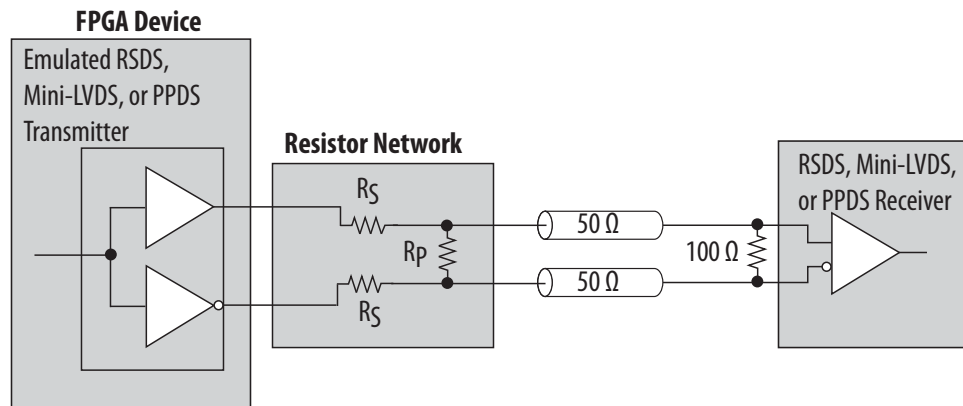 FPGA Device
Emulated RSDS,
Mini-LVDS, or PPDS
Transmitter
Resistor Network
RS
RP
RS
50 Ω
50 Ω
100 Ω
RSDS, Mini-LVDS,
or PPDS Receiver